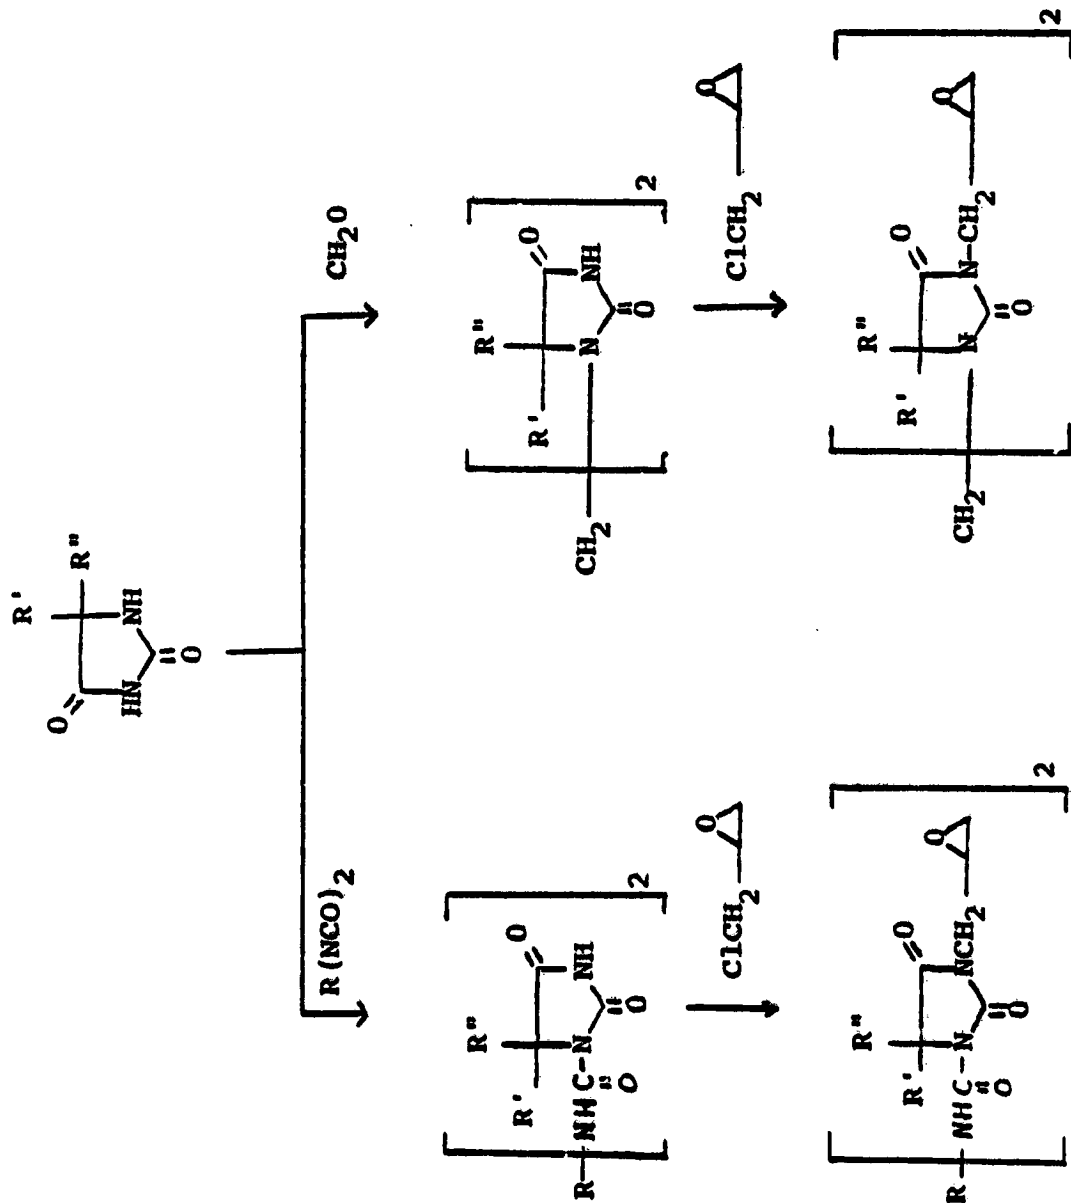 R'
O R"
HN NH
O
R(NCO)2 CH2O
R" O
R'
R–NHC–N NH
O O 2
R" O
R'
CH2 N NH
O 2
ClCH2 O
ClCH2 O
R" O O
R'
R–NHC–N NCH2
O O 2
R" O O
R'
CH2 N N–CH2
O 2